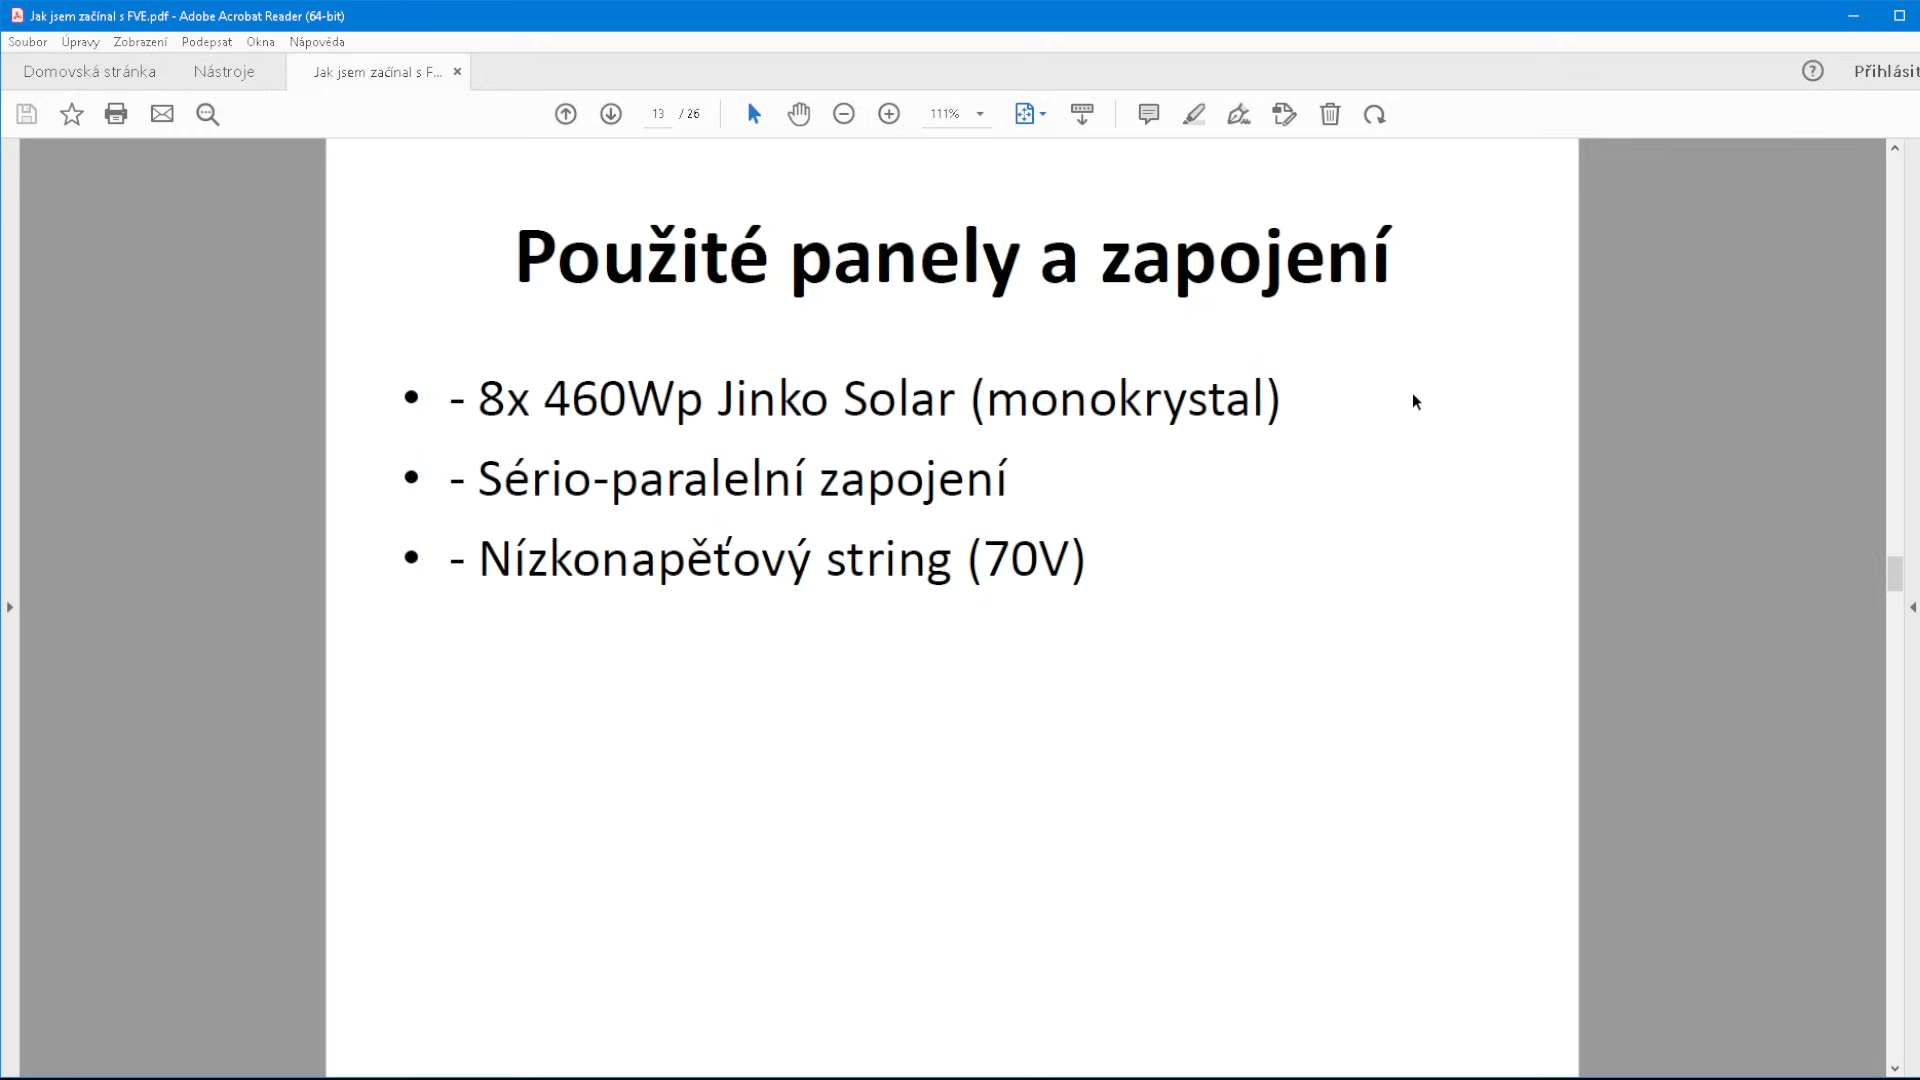 Jak jsem začínal s FVE.pdf - Adobe Acrobat Reader (64-bit)
Soubor Úpravy Zobrazení Podepsat Okna Nápověda
Domovská stránka Nástroje Jak jsem začínal s F... Přihlásit
13 / 26 111%
Použité panely a zapojení
• - 8x 460Wp Jinko Solar (monokrystal)
• - Sério-paralelní zapojení
• - Nízkonapěťový string (70V)